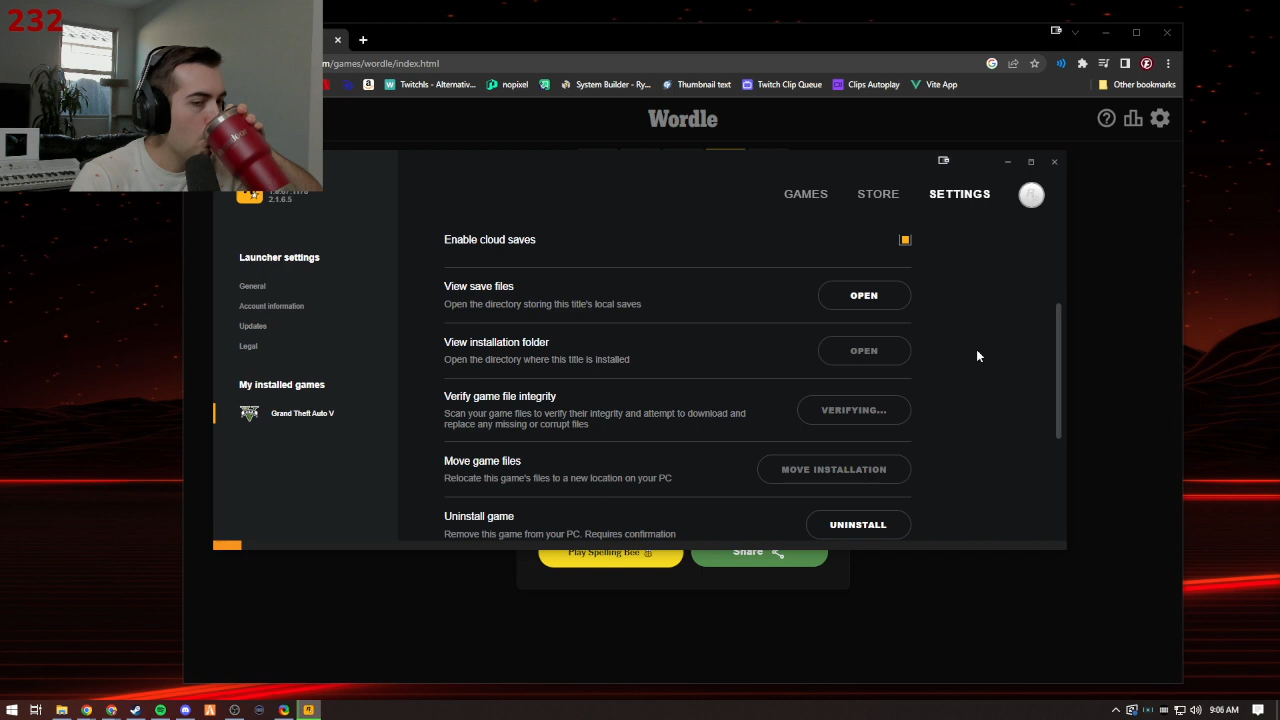 232
m/games/wordle/index.html
Twitchls - Alternativ...
nopixel
System Builder - Ry...
Thumbnail text
Twitch Clip Queue
Clips Autoplay
Vite App
Other bookmarks
Wordle
2.1.6.5
GAMES
STORE
SETTINGS
Launcher settings
General
Account information
Updates
Legal
My installed games
Grand Theft Auto V
Enable cloud saves
View save files
Open the directory storing this title's local saves
OPEN
View installation folder
Open the directory where this title is installed
OPEN
Verify game file integrity
Scan your game files to verify their integrity and attempt to download and
replace any missing or corrupt files
VERIFYING...
Move game files
Relocate this game's files to a new location on your PC
MOVE INSTALLATION
Uninstall game
Remove this game from your PC. Requires confirmation
UNINSTALL
Play Spelling Bee
Share
9:06 AM